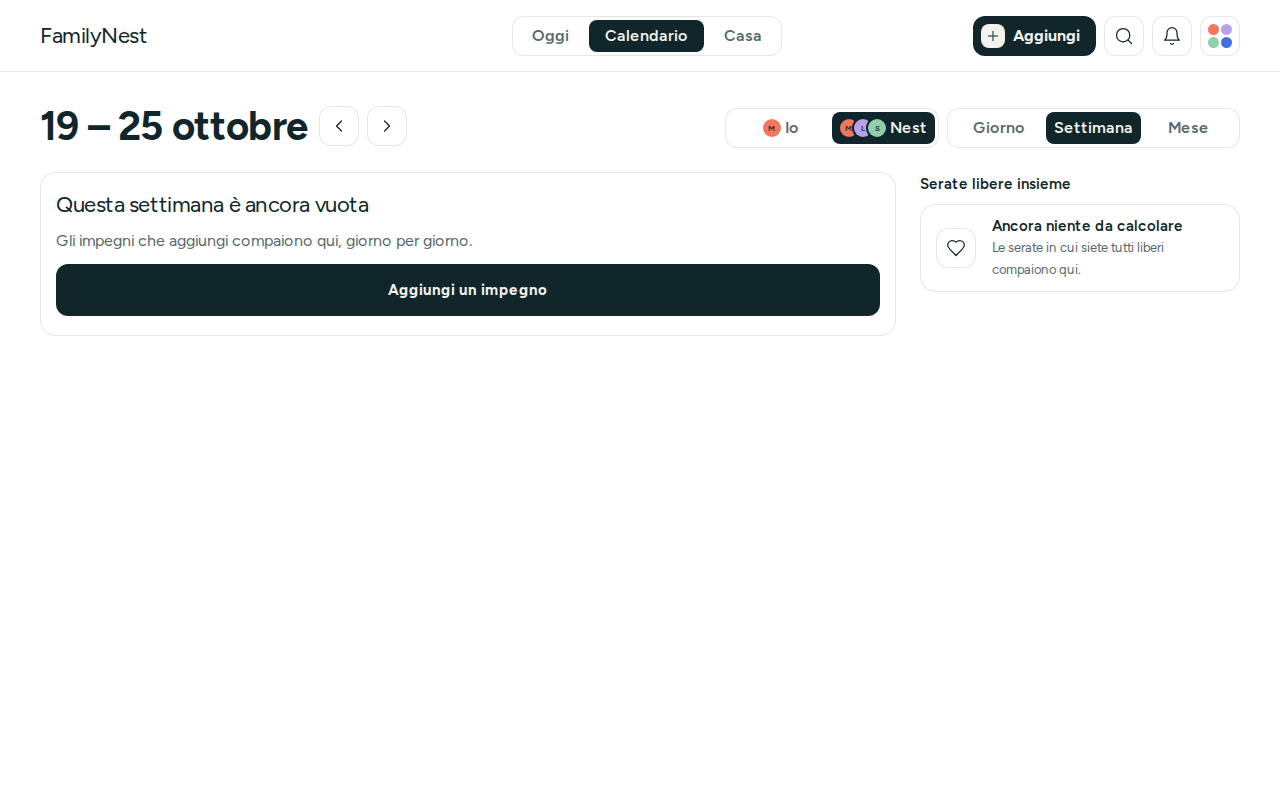 FamilyNest
Oggi
Calendario
Casa
Aggiungi
19 – 25 ottobre
M
Io
M
L
S
Nest
Giorno
Settimana
Mese
Questa settimana è ancora vuota
Gli impegni che aggiungi compaiono qui, giorno per giorno.
Aggiungi un impegno
Serate libere insieme
Ancora niente da calcolare
Le serate in cui siete tutti liberi
compaiono qui.